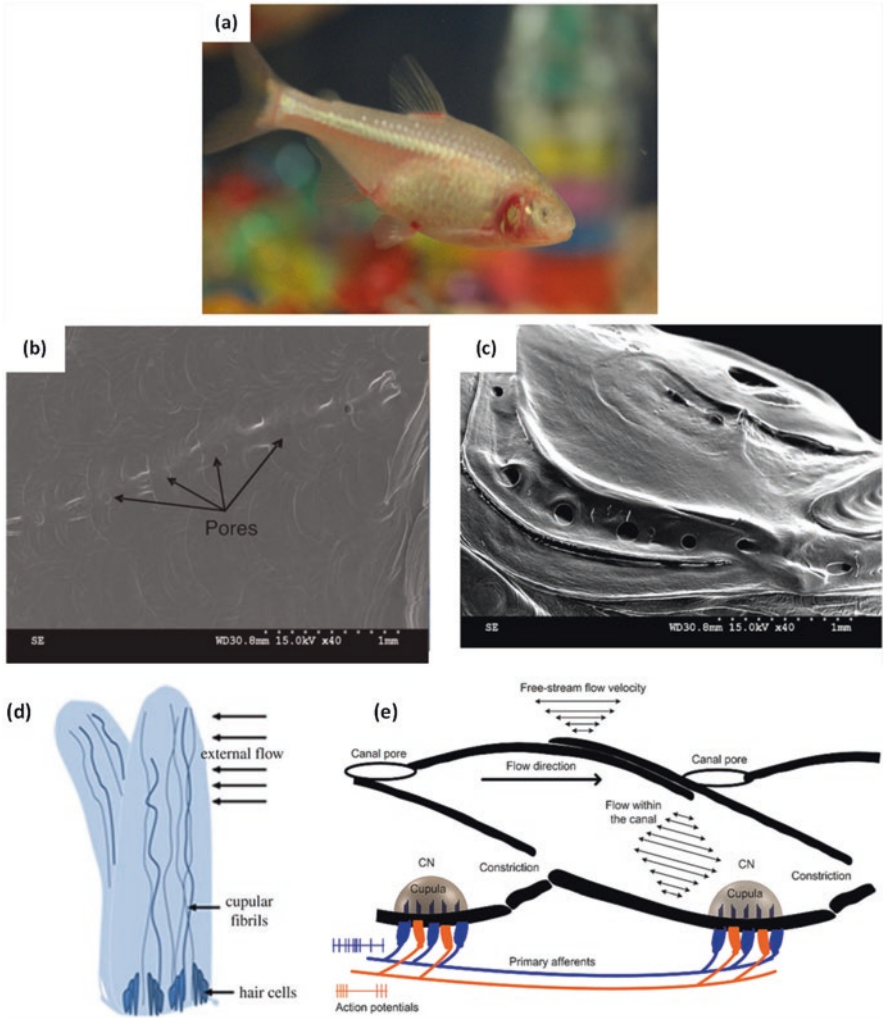 (a)
(b)
Pores
SE WD30.8mm 15.0kV x40 1mm
(c)
SE WD30.8mm 15.0kV x40 1mm
(d)
external flow
cupular
fibrils
hair cells
(e)
Free-stream flow velocity
Canal pore
Canal pore
Flow direction
Flow within
the canal
CN
Constriction
CN
Constriction
Cupula
Cupula
Primary afferents
Action potentials